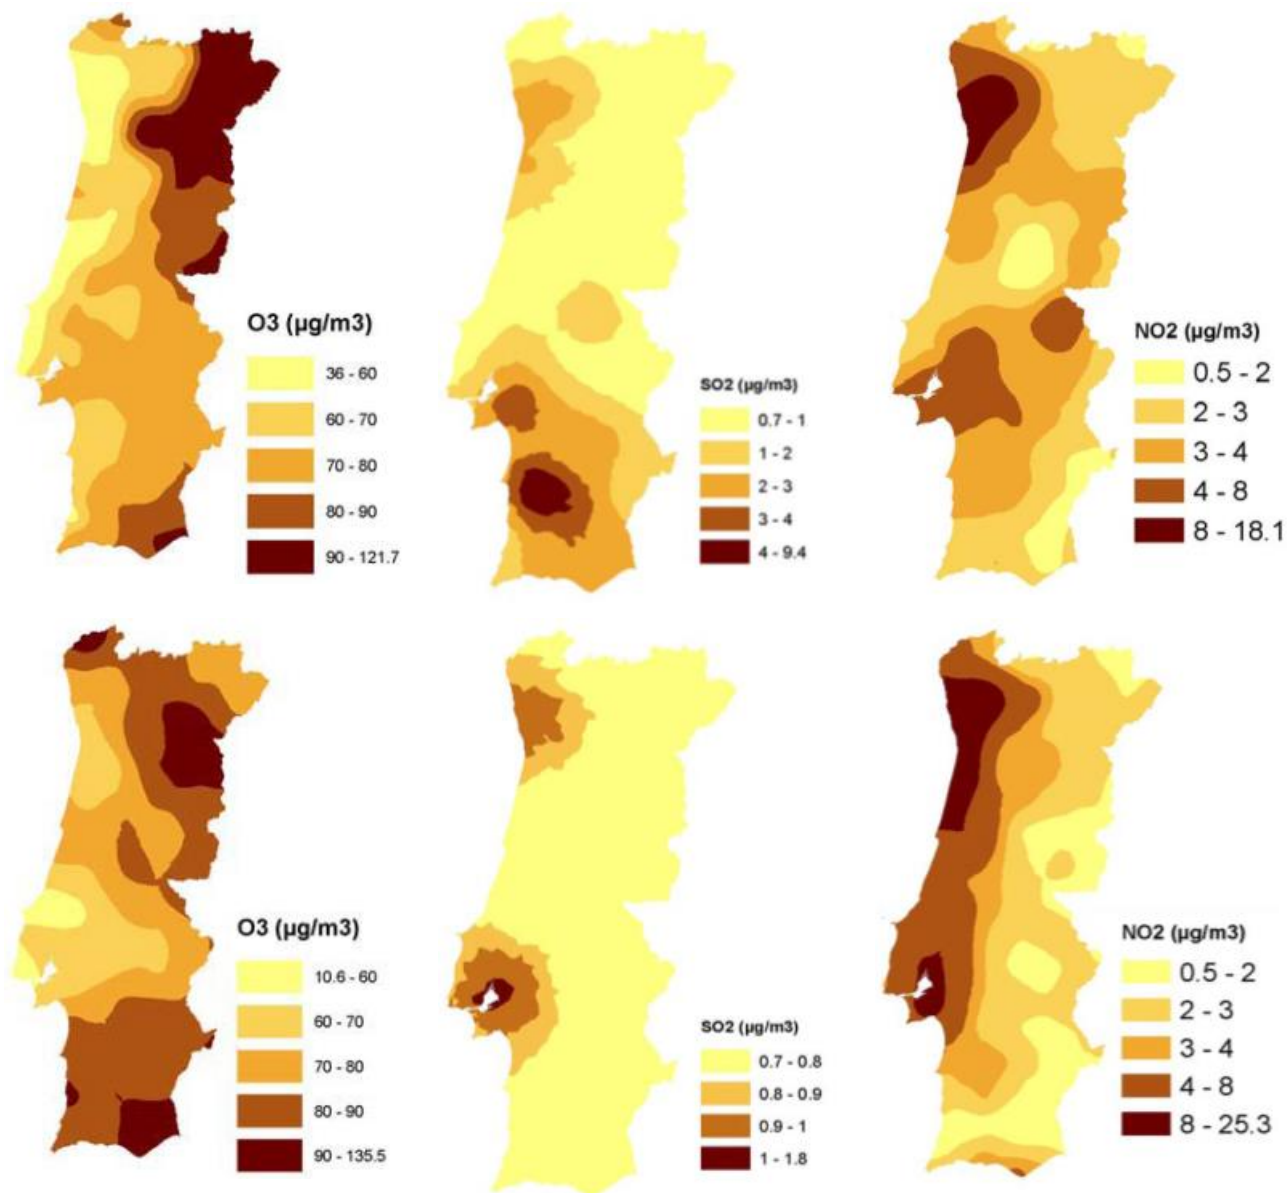 O3 (µg/m3)
36 - 60
60 - 70
70 - 80
80 - 90
90 - 121.7
SO2 (µg/m3)
0.7 - 1
1 - 2
2 - 3
3 - 4
4 - 9.4
NO2 (µg/m3)
0.5 - 2
2 - 3
3 - 4
4 - 8
8 - 18.1
O3 (µg/m3)
10.6 - 60
60 - 70
70 - 80
80 - 90
90 - 135.5
SO2 (µg/m3)
0.7 - 0.8
0.8 - 0.9
0.9 - 1
1 - 1.8
NO2 (µg/m3)
0.5 - 2
2 - 3
3 - 4
4 - 8
8 - 25.3